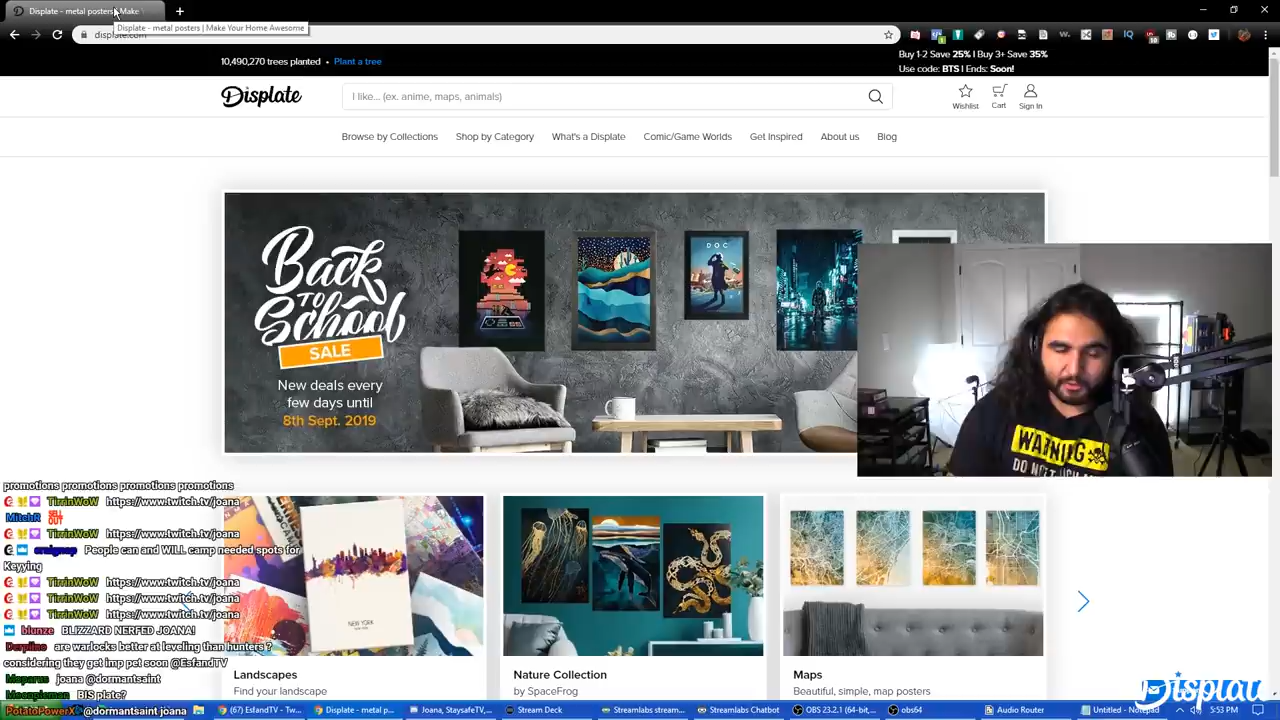 Displate - metal posters | Make
Displate - metal posters | Make Your Home Awesome
displate.com
10,490,270 trees planted • Plant a tree
Buy 1-2 Save 25% I Buy 3+ Save 35%
Use code: BTS I Ends: Soon!
Displate
I like... (ex. anime, maps, animals)
Wishlist
Cart
Sign In
Browse by Collections
Shop by Category
What's a Displate
Comic/Game Worlds
Get Inspired
About us
Blog
Back
To
School
SALE
New deals every
few days until
8th Sept. 2019
DOC
WARNING
DO NOT
promotions promotions promotions promotions
TirrinWoW https://www.twitch.tv/joana
MitchR SELL OUT
TirrinWoW https://www.twitch.tv/joana
People can and WILL camp needed spots for
Keyying
TirrinWoW https://www.twitch.tv/joana
TirrinWoW https://www.twitch.tv/joana
TirrinWoW https://www.twitch.tv/joana
blunze BLIZZARD NERFED JOANA!
Derpiino are warlocks better at leveling than hunters ?
considering they get imp pet soon @EsfandTV
joana @dormantsaint
BIS plate?
PotatoPowerX @dormantsaint joana
NEW YORK
Landscapes
Find your landscape
Nature Collection
by SpaceFrog
Maps
Beautiful, simple, map posters
Displate
(67) EsfandTV - Tw...
Displate - metal p...
Joana, StaysafeTV,...
Stream Deck
Streamlabs stream...
Streamlabs Chatbot
OBS 23.2.1 (64-bit,...
obs64
Audio Router
Untitled - Notepad
5:53 PM